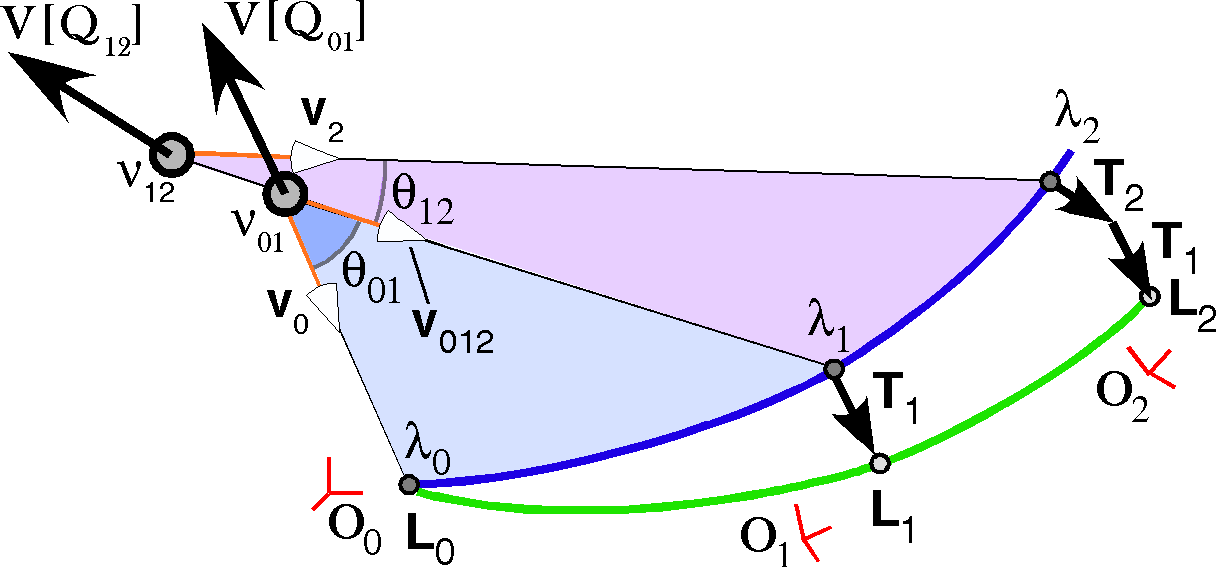 V[Q₁₂]
V[Q₀₁]
v₂
λ₂
ν₁₂
θ₁₂
T₂
ν₀₁
θ₀₁
T₁
v₀
L₂
v₀₁₂
λ₁
T₁
O₂
λ₀
O₀
L₀
O₁
L₁